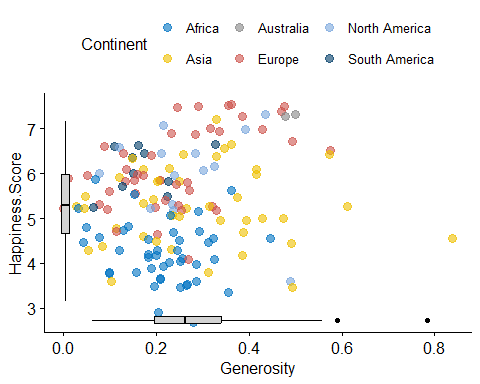 Continent
Africa
Australia
North America
Asia
Europe
South America
Happiness.Score
7
6
5
4
3
0.0
0.2
0.4
0.6
0.8
Generosity